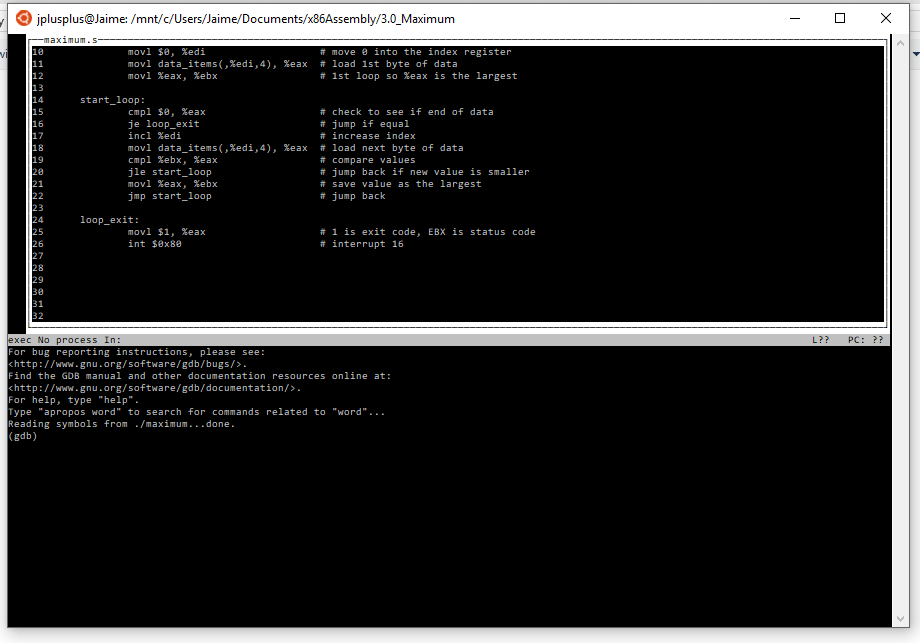 jplusplus@Jaime: /mnt/c/Users/Jaime/Documents/x86Assembly/3.0_Maximum
maximum.s
10 movl $0, %edi # move 0 into the index register
11 movl data_items(,%edi,4), %eax # load 1st byte of data
12 movl %eax, %ebx # 1st loop so %eax is the largest
13
14 start_loop:
15 cmpl $0, %eax # check to see if end of data
16 je loop_exit # jump if equal
17 incl %edi # increase index
18 movl data_items(,%edi,4), %eax # load next byte of data
19 cmpl %ebx, %eax # compare values
20 jle start_loop # jump back if new value is smaller
21 movl %eax, %ebx # save value as the largest
22 jmp start_loop # jump back
23
24 loop_exit:
25 movl $1, %eax # 1 is exit code, EBX is status code
26 int $0x80 # interrupt 16
27
28
29
30
31
32
exec No process In: L?? PC: ??
For bug reporting instructions, please see:
<http://www.gnu.org/software/gdb/bugs/>.
Find the GDB manual and other documentation resources online at:
<http://www.gnu.org/software/gdb/documentation/>.
For help, type "help".
Type "apropos word" to search for commands related to "word"...
Reading symbols from ./maximum...done.
(gdb)